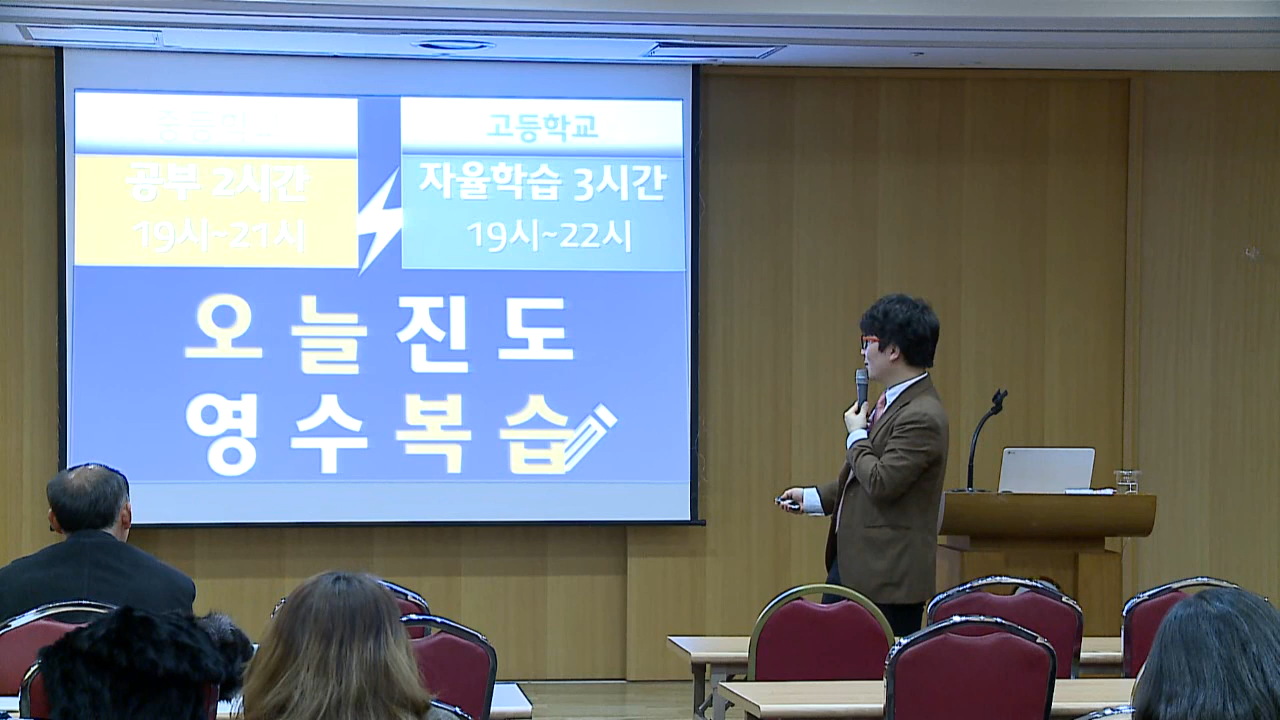 고등학교
공부 2시간
19시~21시
자율학습 3시간
19시~22시
오늘진도
영수복습